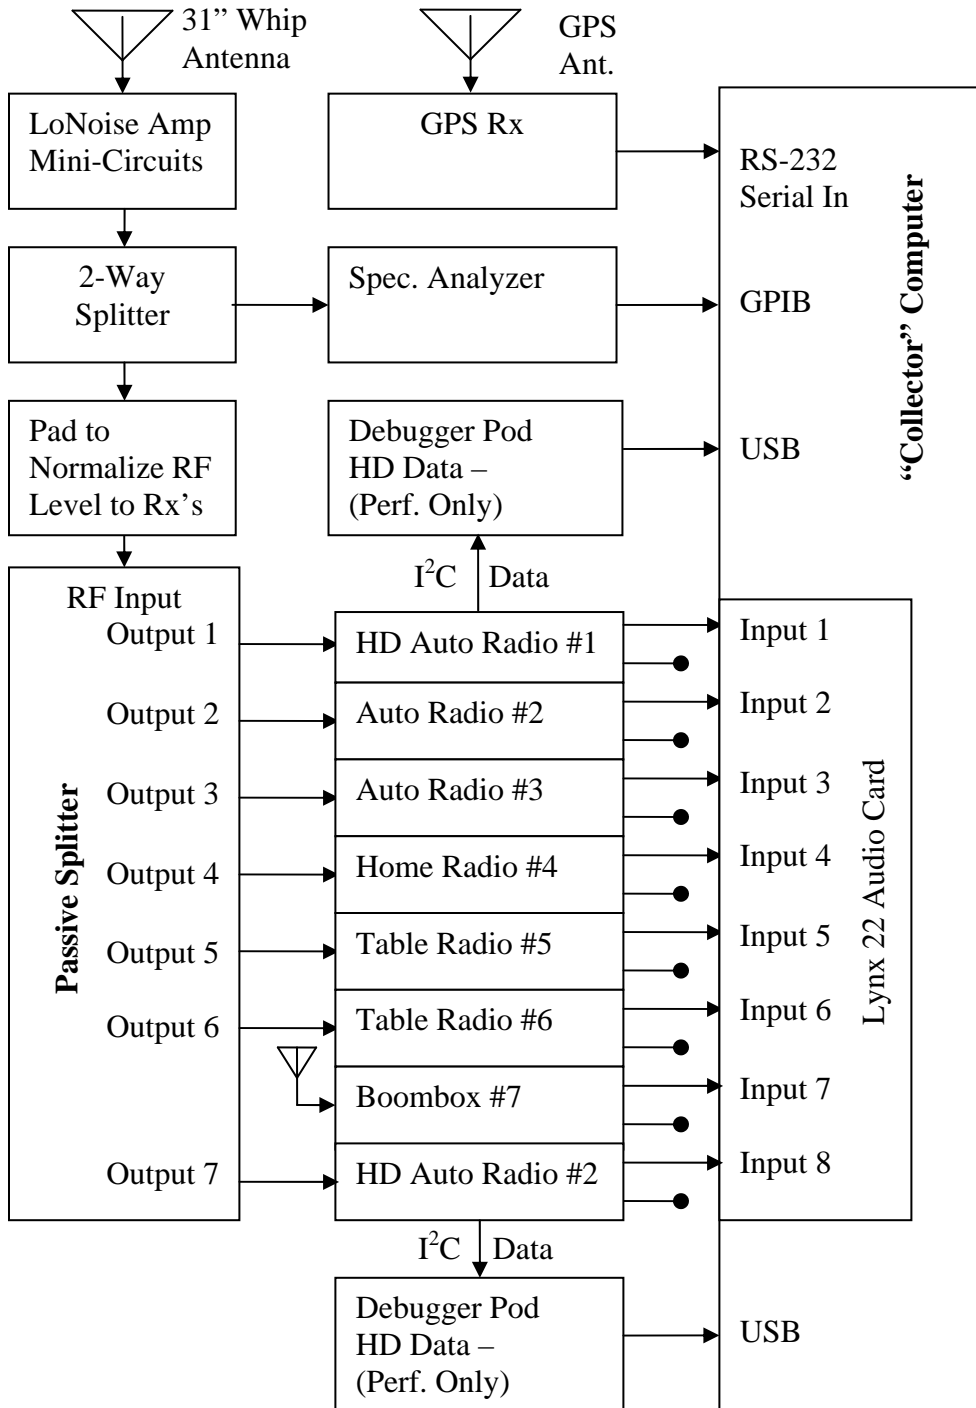 31” Whip
Antenna
GPS
Ant.
LoNoise Amp
Mini-Circuits
GPS Rx
RS-232
Serial In
“Collector” Computer
2-Way
Splitter
Spec. Analyzer
GPIB
Pad to
Normalize RF
Level to Rx’s
Debugger Pod
HD Data –
(Perf. Only)
USB
I²C Data
RF Input
Passive Splitter
Output 1
HD Auto Radio #1
Input 1
Output 2
Auto Radio #2
Input 2
Output 3
Auto Radio #3
Input 3
Output 4
Home Radio #4
Input 4
Output 5
Table Radio #5
Input 5
Output 6
Table Radio #6
Input 6
Boombox #7
Input 7
Output 7
HD Auto Radio #2
Input 8
Lynx 22 Audio Card
I²C Data
Debugger Pod
HD Data –
(Perf. Only)
USB